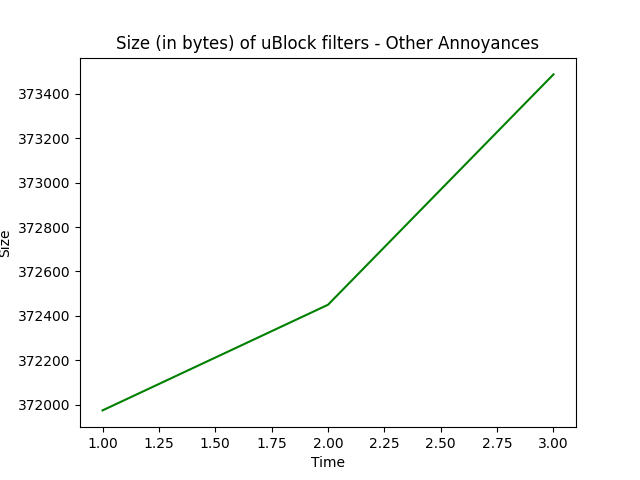 Size (in bytes) of uBlock filters - Other Annoyances
373400
373200
373000
372800
372600
372400
372200
372000
Size
1.00 1.25 1.50 1.75 2.00 2.25 2.50 2.75 3.00
Time